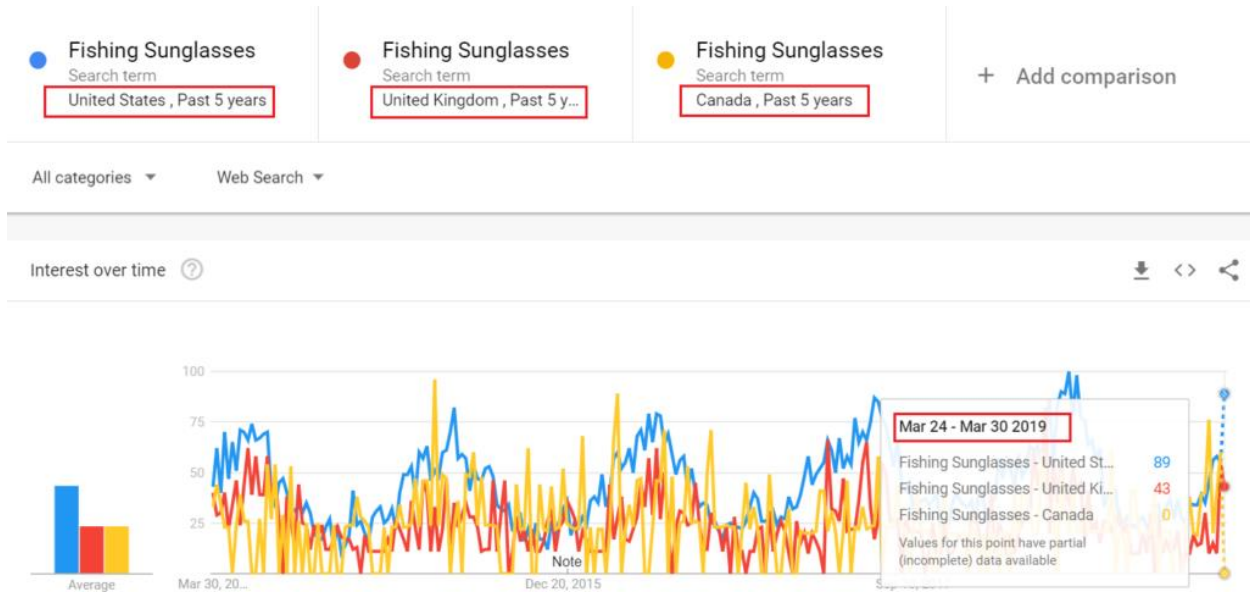 Fishing Sunglasses
Search term
United States , Past 5 years
Fishing Sunglasses
Search term
United Kingdom , Past 5 y...
Fishing Sunglasses
Search term
Canada , Past 5 years
+ Add comparison
All categories
Web Search
Interest over time
100
75
50
25
Average
Mar 30, 20...
Note
Dec 20, 2015
Mar 24 - Mar 30 2019
Fishing Sunglasses - United St... 89
Fishing Sunglasses - United Ki... 43
Fishing Sunglasses - Canada 0
Values for this point have partial
(incomplete) data available